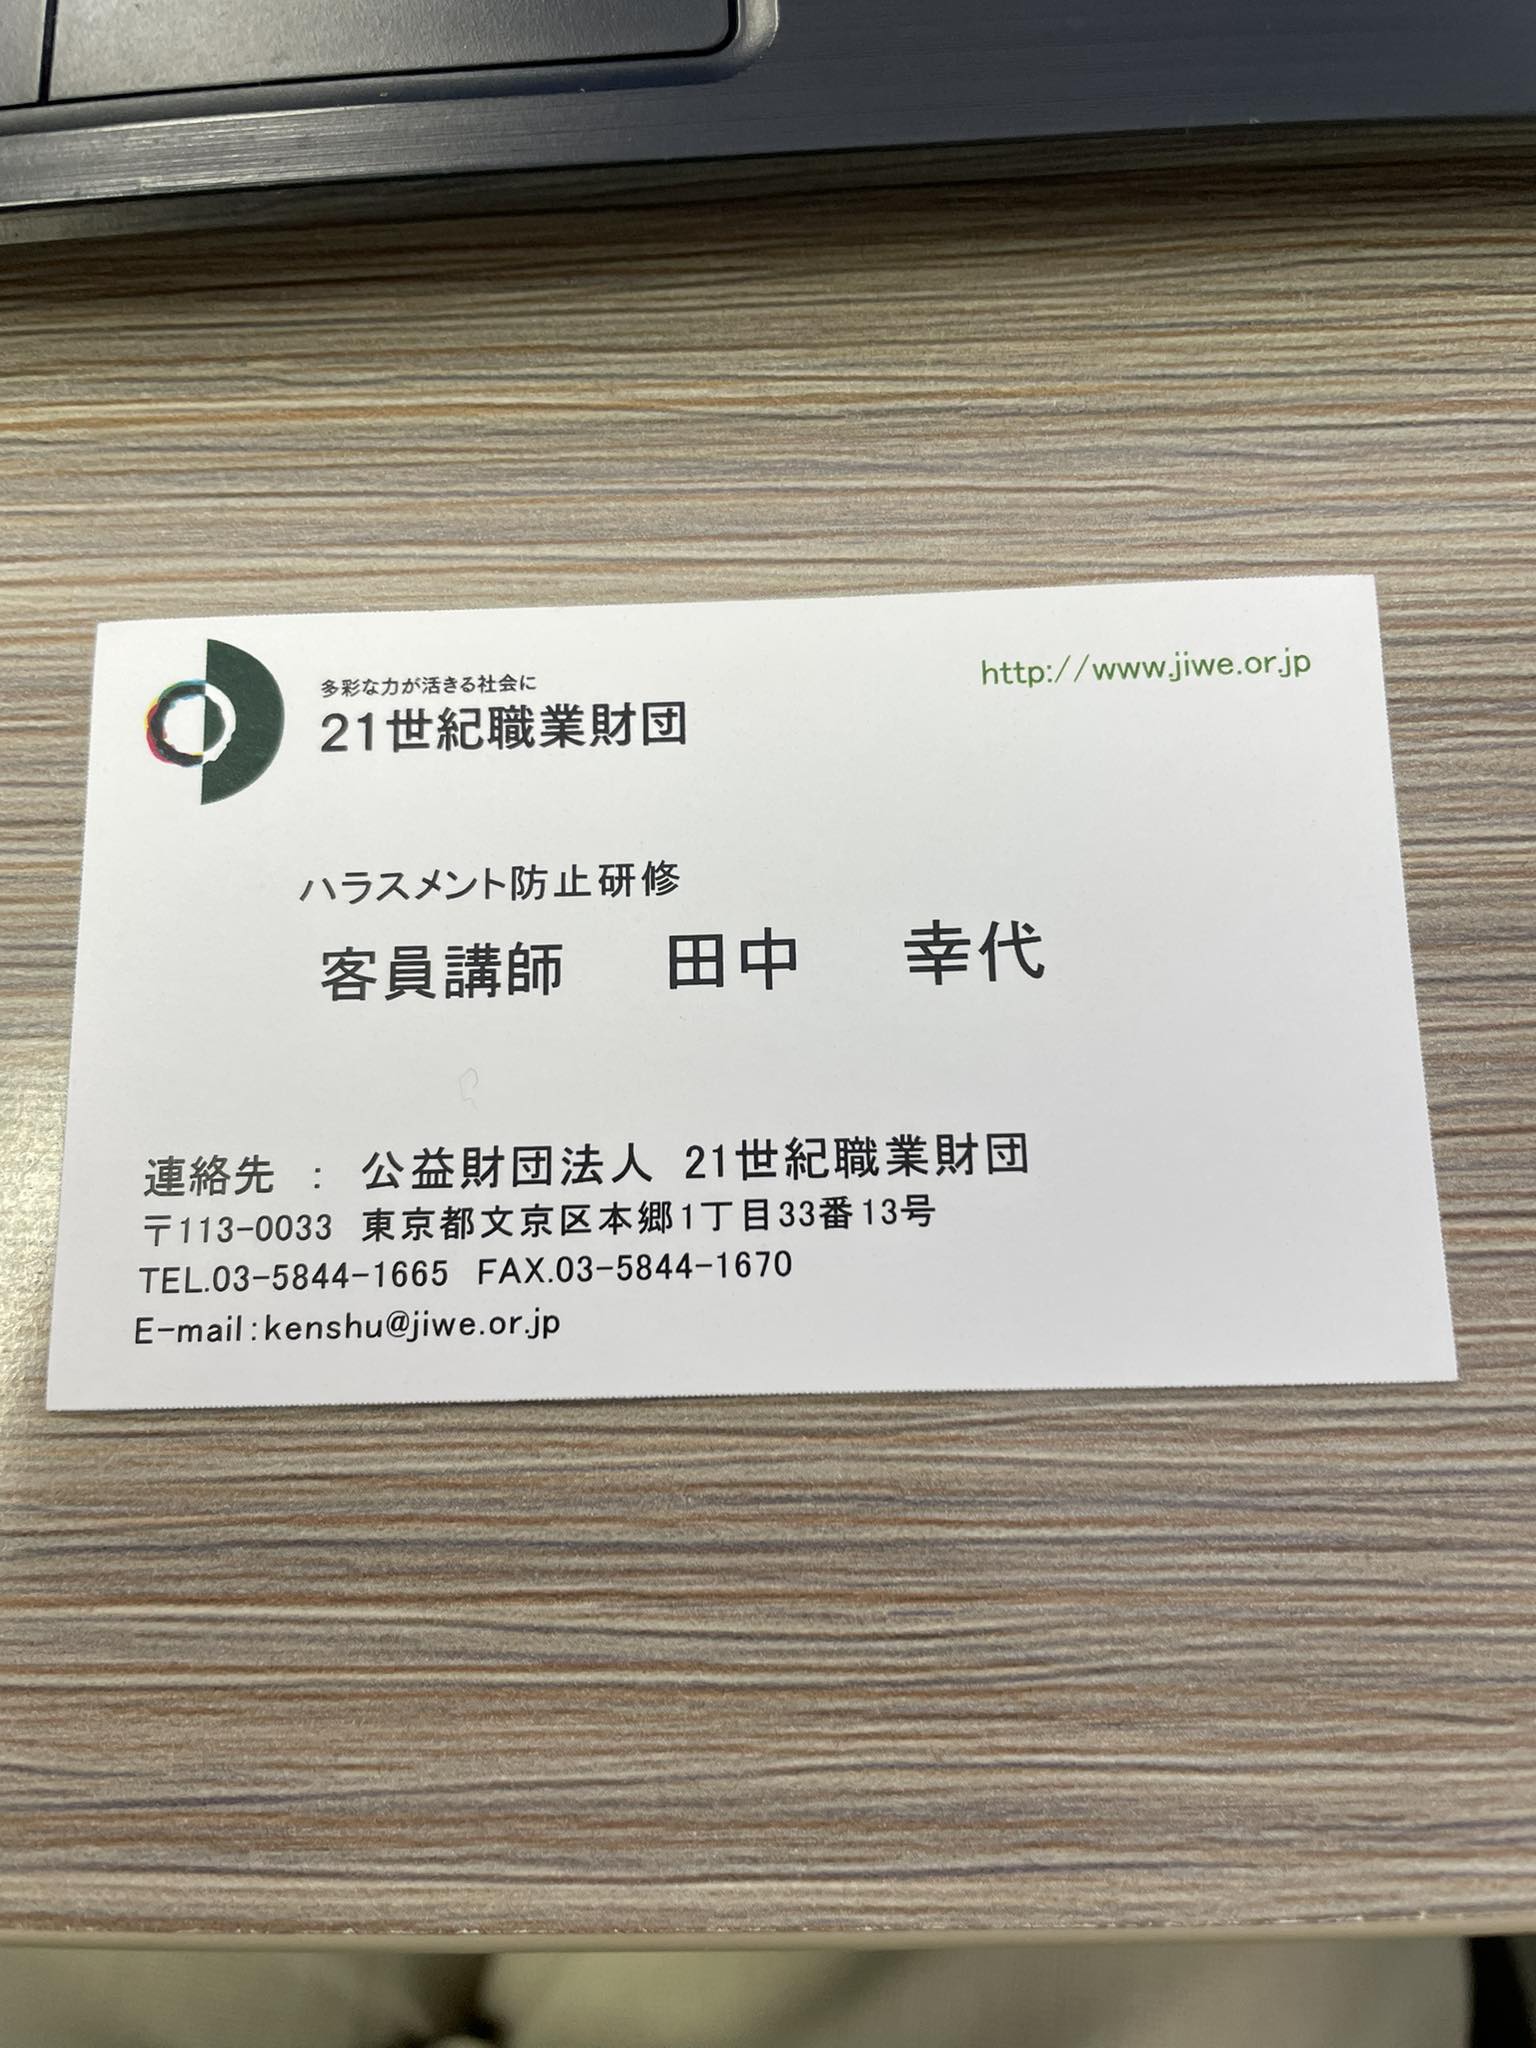 多彩な力が活きる社会に
21世紀職業財団
http://www.jiwe.or.jp
ハラスメント防止研修
客員講師 田中 幸代
連絡先 : 公益財団法人 21世紀職業財団
〒113-0033 東京都文京区本郷1丁目33番13号
TEL.03-5844-1665 FAX.03-5844-1670
E-mail:kenshu@jiwe.or.jp